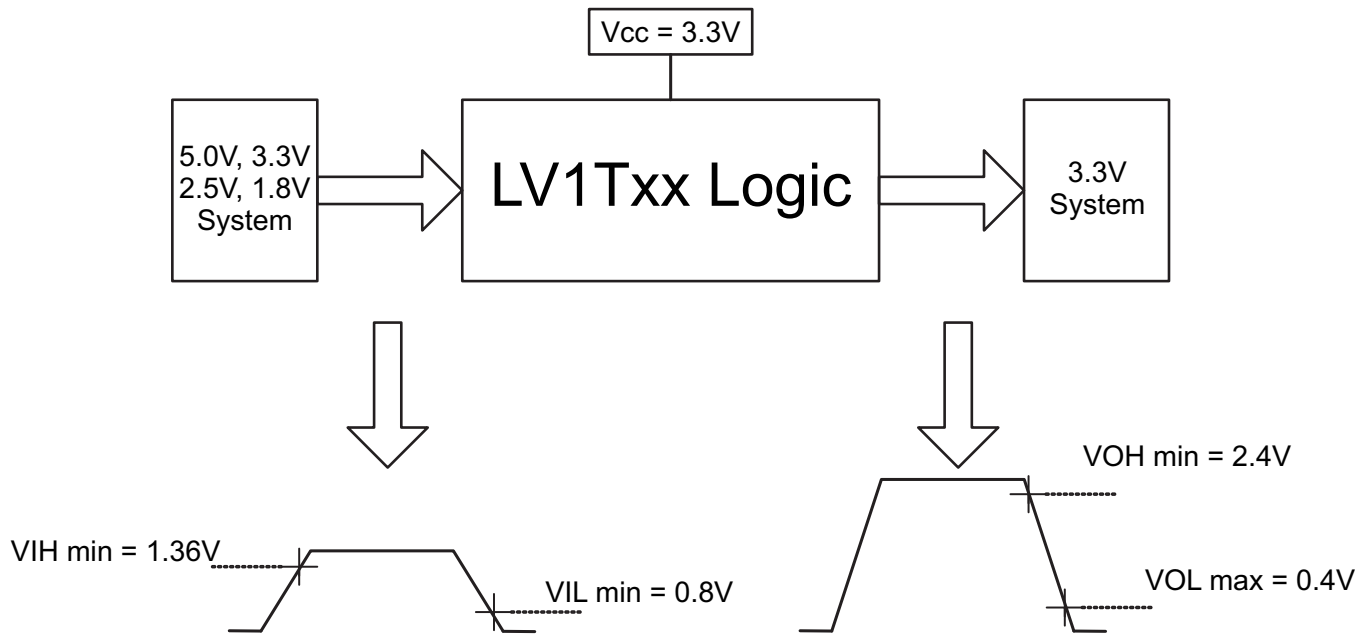 Vcc = 3.3V
5.0V, 3.3V
2.5V, 1.8V
System
LV1Txx Logic
3.3V
System
VOH min = 2.4V
VIH min = 1.36V
VIL min = 0.8V
VOL max = 0.4V